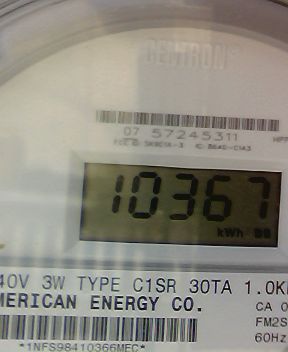 CENTRON®
07 57245311
10367
kWh
40V 3W TYPE C1SR 30TA 1.0K
MERICAN ENERGY CO.
CA 0
FM2S
60Hz
*1NFS98410366MEC*